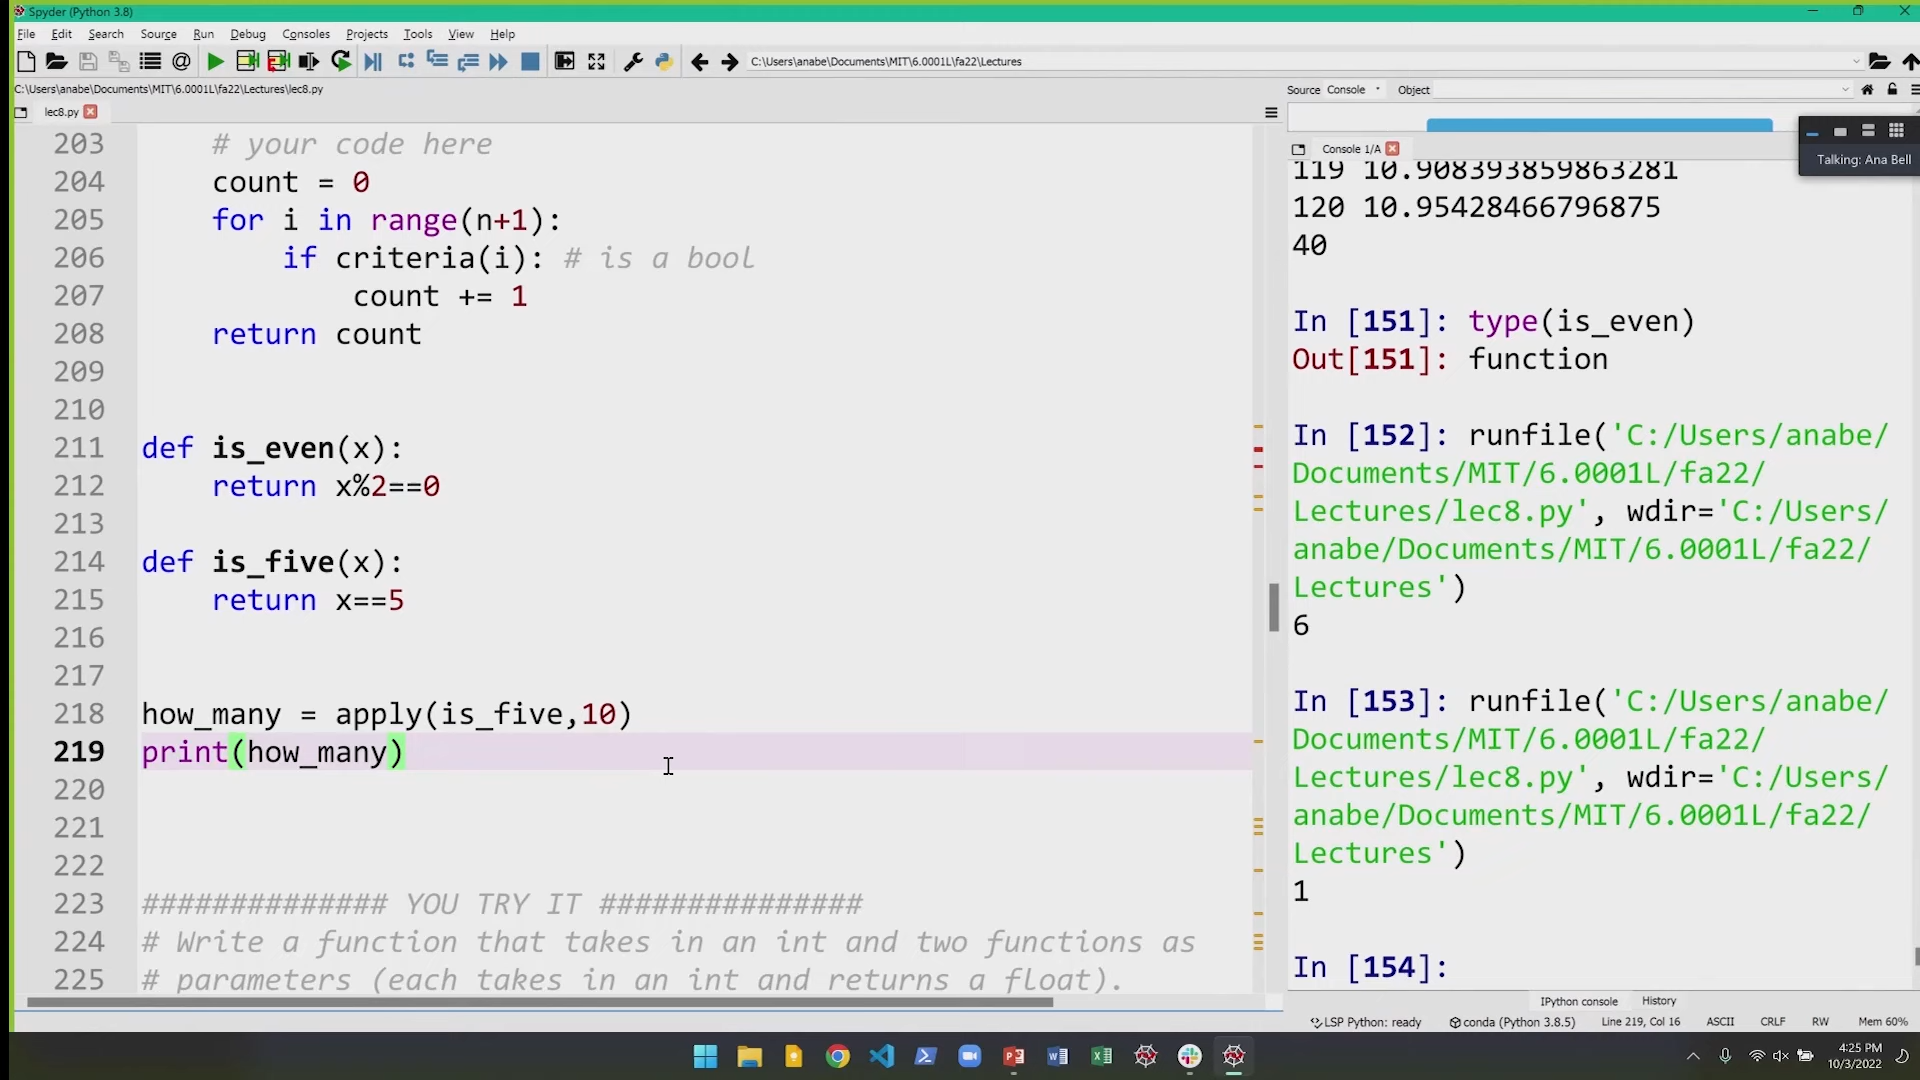 Spyder (Python 3.8)
File Edit Search Source Run Debug Consoles Projects Tools View Help
C:\Users\anabe\Documents\MIT\6.0001L\fa22\Lectures
C:\Users\anabe\Documents\MIT\6.0001L\fa22\Lectures\lec8.py
lec8.py
203 # your code here
204 count = 0
205 for i in range(n+1):
206 if criteria(i): # is a bool
207 count += 1
208 return count
209
210
211 def is_even(x):
212 return x%2==0
213
214 def is_five(x):
215 return x==5
216
217
218 how_many = apply(is_five,10)
219 print(how_many)
220
221
222
223 ############## YOU TRY IT ###############
224 # Write a function that takes in an int and two functions as
225 # parameters (each takes in an int and returns a float).
Source Console Object
Talking: Ana Bell
Console 1/A
119 10.908393859863281
120 10.95428466796875
40
In [151]: type(is_even)
Out[151]: function
In [152]: runfile('C:/Users/anabe/
Documents/MIT/6.0001L/fa22/
Lectures/lec8.py', wdir='C:/Users/
anabe/Documents/MIT/6.0001L/fa22/
Lectures')
6
In [153]: runfile('C:/Users/anabe/
Documents/MIT/6.0001L/fa22/
Lectures/lec8.py', wdir='C:/Users/
anabe/Documents/MIT/6.0001L/fa22/
Lectures')
1
In [154]:
IPython console History
LSP Python: ready conda (Python 3.8.5) Line 219, Col 16 ASCII CRLF RW Mem 60%
4:25 PM
10/3/2022